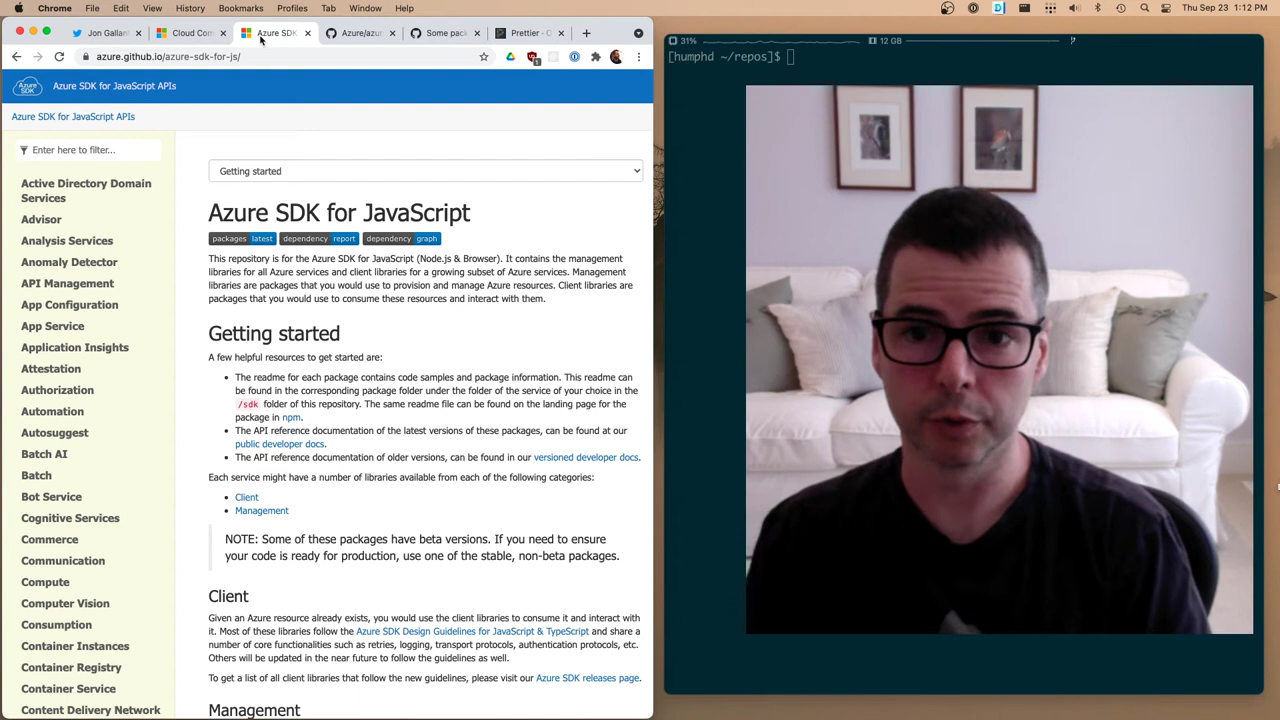 Chrome File Edit View History Bookmarks Profiles Tab Window Help
Thu Sep 23 1:12 PM
Jon Gallan
Cloud Com
Azure SDK
Azure/azur
Some pack
Prettier · O
azure.github.io/azure-sdk-for-js/
Azure SDK
Azure SDK for JavaScript APIs
Azure SDK for JavaScript APIs
Enter here to filter...
Active Directory Domain
Services
Advisor
Analysis Services
Anomaly Detector
API Management
App Configuration
App Service
Application Insights
Attestation
Authorization
Automation
Autosuggest
Batch AI
Batch
Bot Service
Cognitive Services
Commerce
Communication
Compute
Computer Vision
Consumption
Container Instances
Container Registry
Container Service
Content Delivery Network
Getting started
Azure SDK for JavaScript
packages latest dependency report dependency graph
This repository is for the Azure SDK for JavaScript (Node.js & Browser). It contains the management
libraries for all Azure services and client libraries for a growing subset of Azure services. Management
libraries are packages that you would use to provision and manage Azure resources. Client libraries are
packages that you would use to consume these resources and interact with them.
Getting started
A few helpful resources to get started are:
• The readme for each package contains code samples and package information. This readme can
be found in the corresponding package folder under the folder of the service of your choice in the
/sdk folder of this repository. The same readme file can be found on the landing page for the
package in npm.
• The API reference documentation of the latest versions of these packages, can be found at our
public developer docs.
• The API reference documentation of older versions, can be found in our versioned developer docs.
Each service might have a number of libraries available from each of the following categories:
• Client
• Management
NOTE: Some of these packages have beta versions. If you need to ensure
your code is ready for production, use one of the stable, non-beta packages.
Client
Given an Azure resource already exists, you would use the client libraries to consume it and interact with
it. Most of these libraries follow the Azure SDK Design Guidelines for JavaScript & TypeScript and share a
number of core functionalities such as retries, logging, transport protocols, authentication protocols, etc.
Others will be updated in the near future to follow the guidelines as well.
To get a list of all client libraries that follow the new guidelines, please visit our Azure SDK releases page.
Management
31%
12 GB
[humphd ~/repos]$